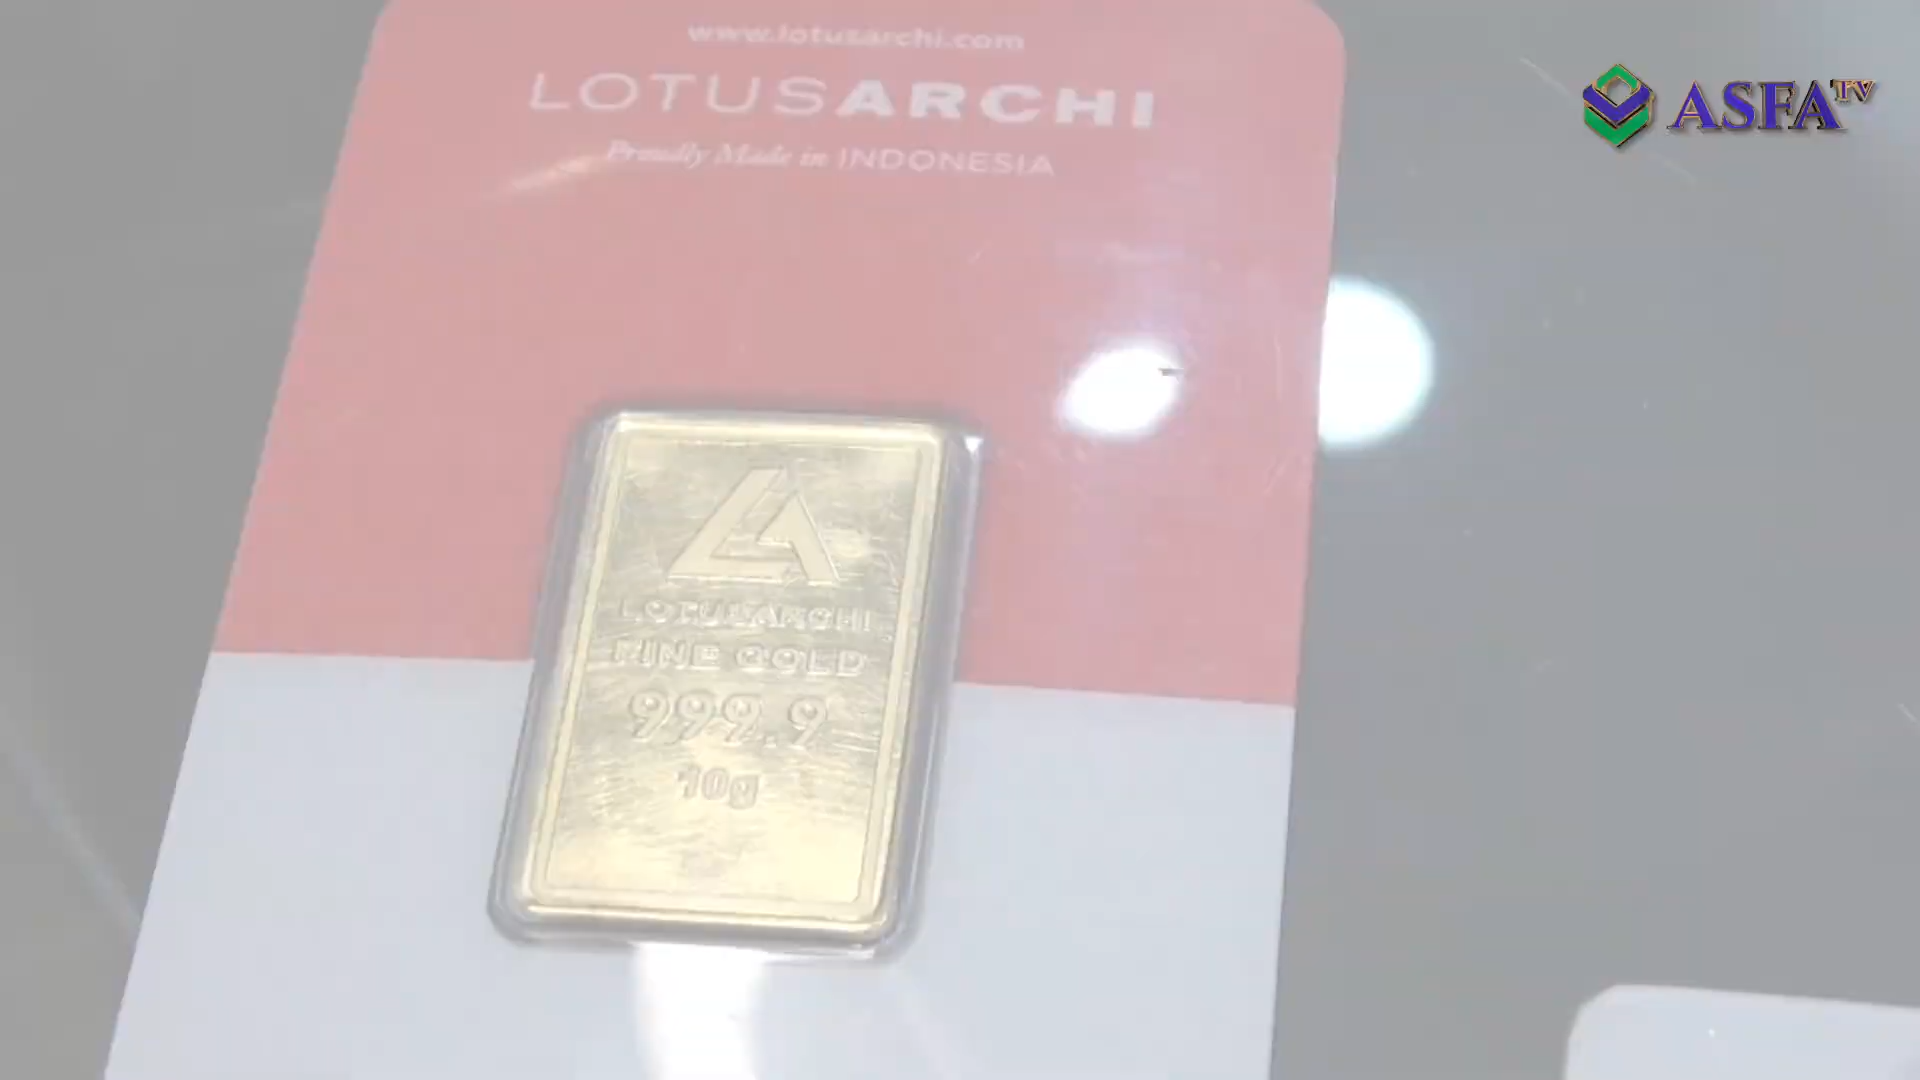 www.lotusarchi.com
LOTUSARCHI
Proudly Made in INDONESIA
ASFA TV
LOTUSARCHI
FINE GOLD
999.9
10g